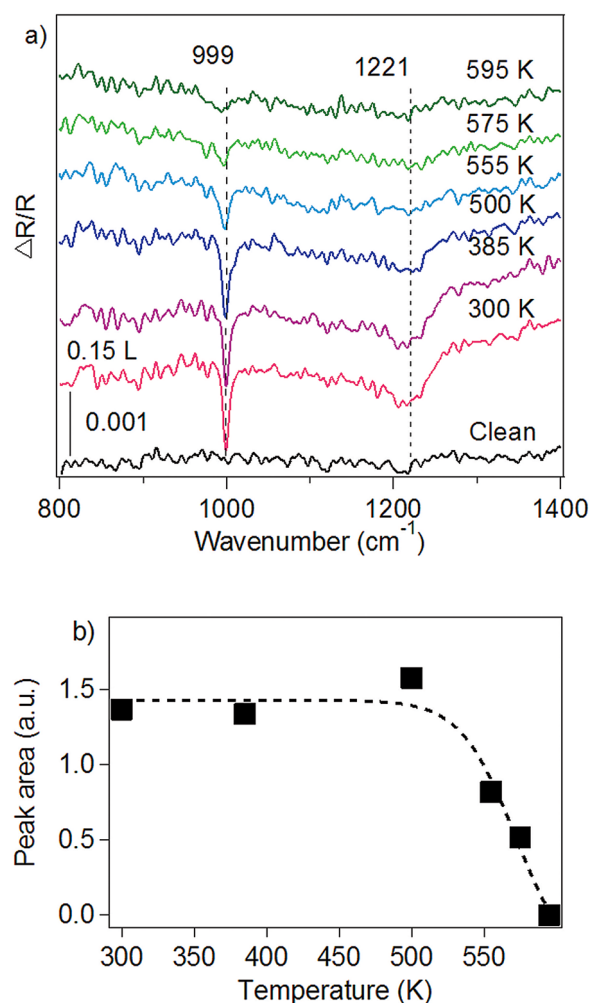 a)
999
1221
595 K
575 K
555 K
500 K
385 K
300 K
0.15 L
0.001
Clean
△R/R
800
1000
1200
1400
Wavenumber (cm⁻¹)
b)
Peak area (a.u.)
1.5
1.0
0.5
0.0
300
350
400
450
500
550
Temperature (K)